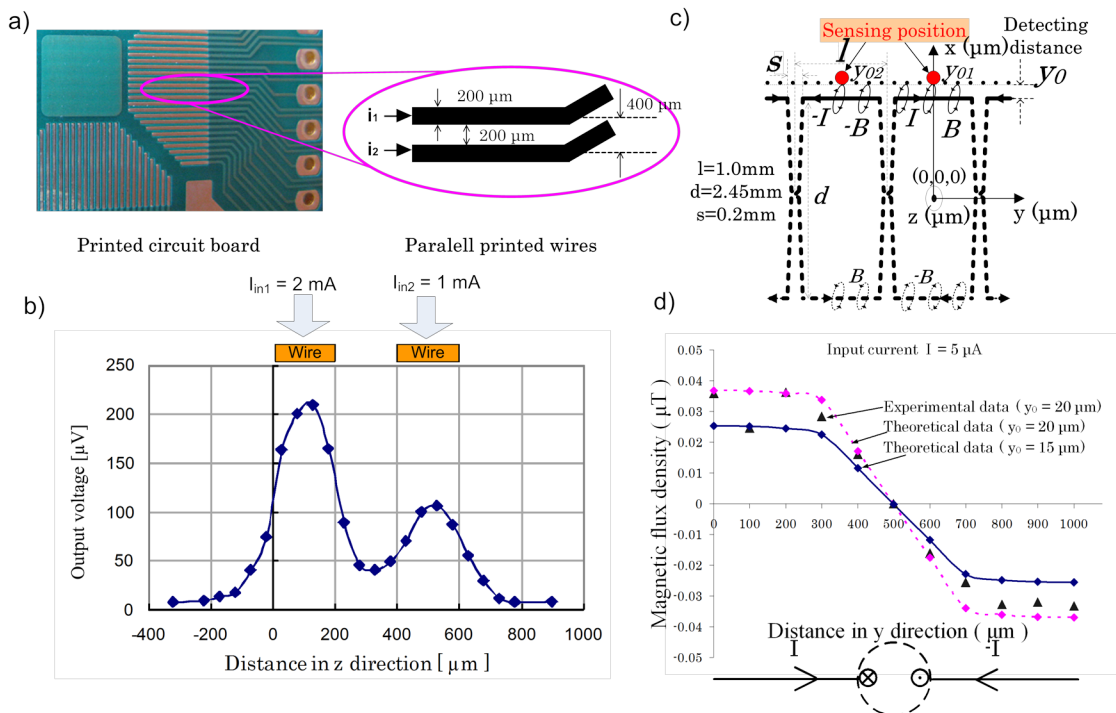 a)
200 μm
400 μm
i1
200 μm
i2
Printed circuit board
Paralell printed wires
b)
Iin1 = 2 mA
Iin2 = 1 mA
Wire
Wire
250
200
150
100
50
0
Output voltage [μV]
-400
-200
0
200
400
600
800
1000
Distance in z direction [ μm ]
c)
Sensing position
x (μm)
Detecting
distance
l
s
y02
y01
y0
-I
-B
I
B
l=1.0mm
d=2.45mm
s=0.2mm
d
(0,0,0)
z (μm)
y (μm)
B
-B
d)
Input current I = 5 μA
0.05
0.04
0.03
0.02
0.01
0
-0.01
-0.02
-0.03
-0.04
-0.05
Magnetic flux density ( μT )
Experimental data ( y0 = 20 μm)
Theoretical data ( y0 = 20 μm)
Theoretical data ( y0 = 15 μm)
0
100
200
300
400
500
600
700
800
900
1000
Distance in y direction ( μm )
I
-I